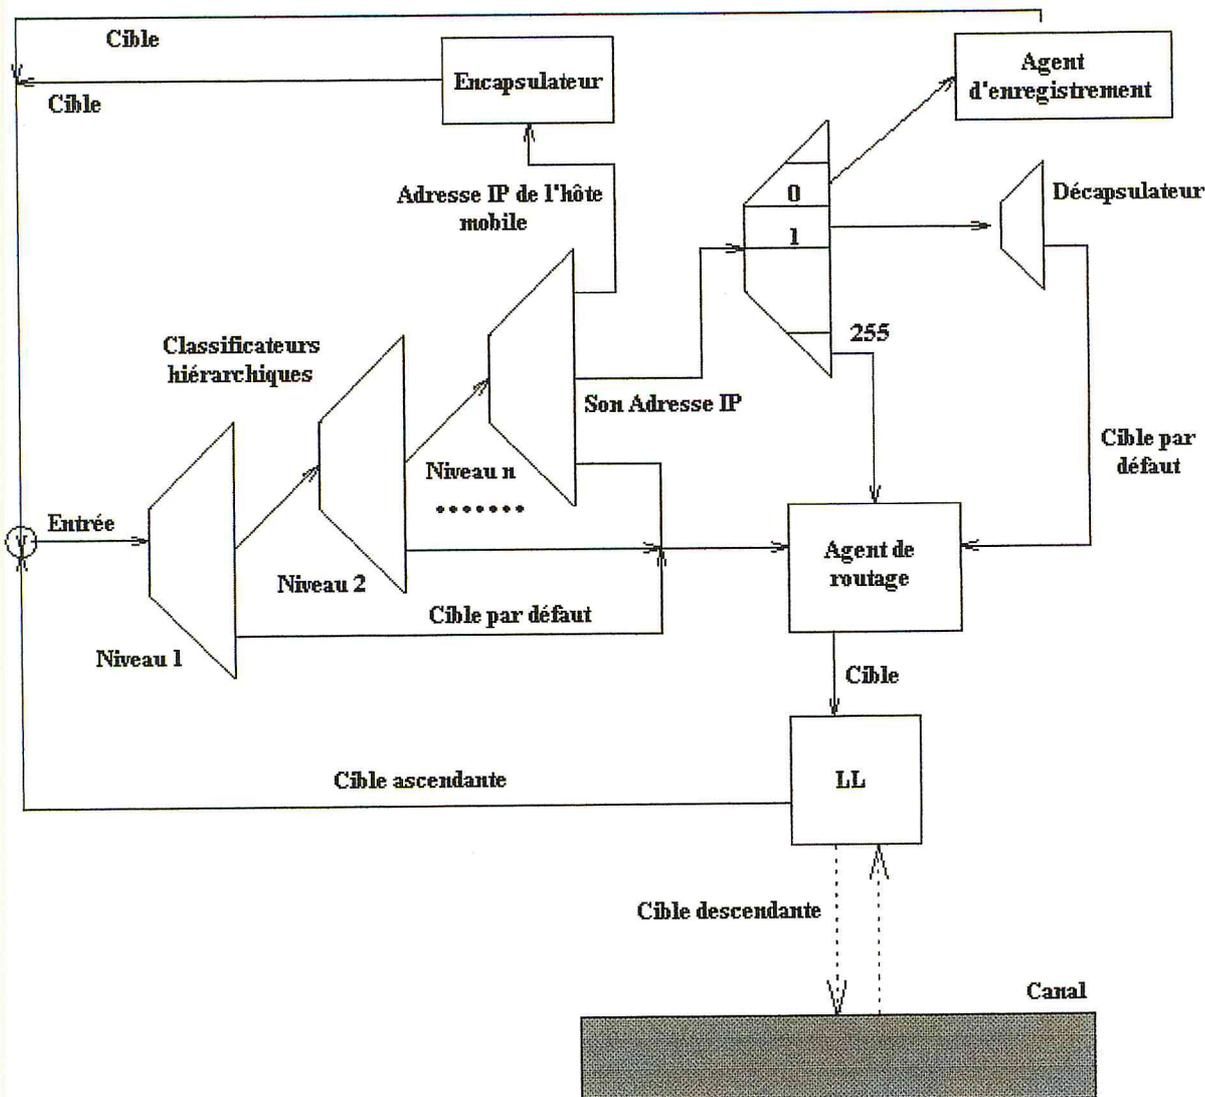 Cible
Encapsulateur
Agent
d'enregistrement
Cible
Adresse IP de l'hôte
mobile
0
Décapsulateur
1
255
Classificateurs
hiérarchiques
Son Adresse IP
Cible par
défaut
Niveau n
Entrée
Agent de
routage
Niveau 2
Cible par défaut
Niveau 1
Cible
Cible ascendante
LL
Cible descendante
Canal